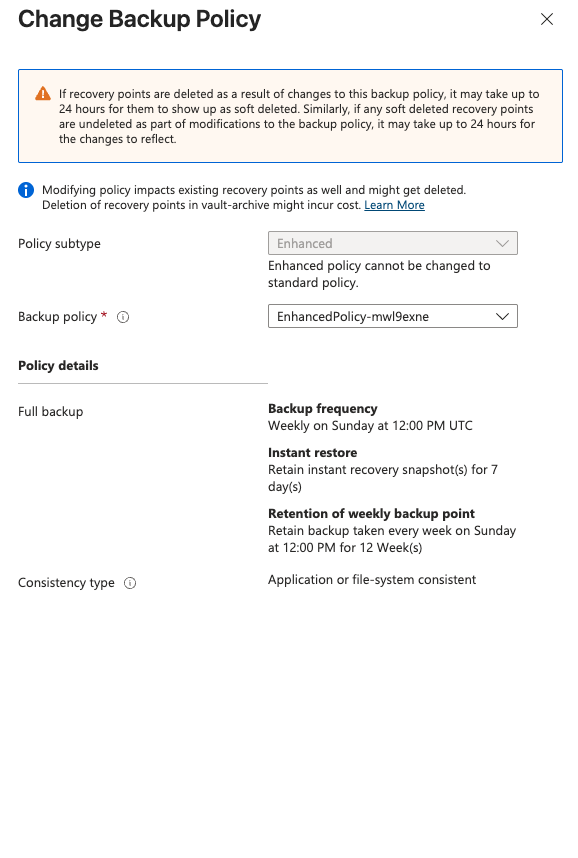 Change Backup Policy
If recovery points are deleted as a result of changes to this backup policy, it may take up to
24 hours for them to show up as soft deleted. Similarly, if any soft deleted recovery points
are undeleted as part of modifications to the backup policy, it may take up to 24 hours for
the changes to reflect.
Modifying policy impacts existing recovery points as well and might get deleted.
Deletion of recovery points in vault-archive might incur cost. Learn More
Policy subtype
Enhanced
Enhanced policy cannot be changed to
standard policy.
Backup policy *
EnhancedPolicy-mwl9exne
Policy details
Full backup
Backup frequency
Weekly on Sunday at 12:00 PM UTC
Instant restore
Retain instant recovery snapshot(s) for 7
day(s)
Retention of weekly backup point
Retain backup taken every week on Sunday
at 12:00 PM for 12 Week(s)
Consistency type
Application or file-system consistent